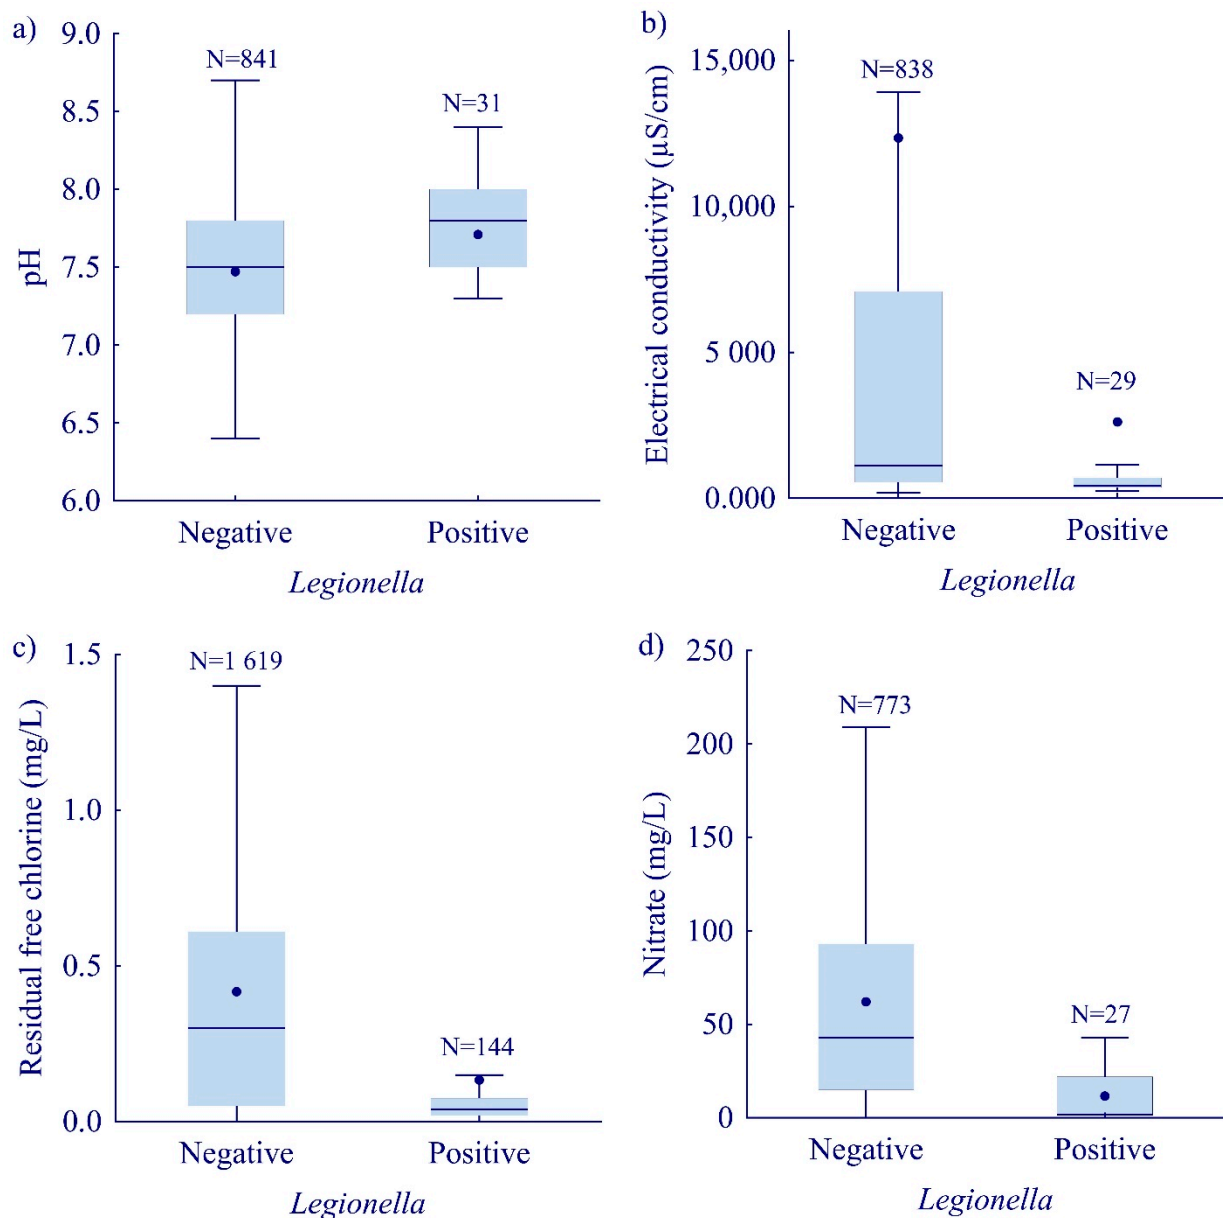 a)
9.0
8.5
8.0
7.5
7.0
6.5
6.0
pH
N=841
N=31
Negative
Positive
Legionella
b)
15,000
10,000
5 000
0.000
Electrical conductivity (µS/cm)
N=838
N=29
Negative
Positive
Legionella
c)
1.5
1.0
0.5
0.0
Residual free chlorine (mg/L)
N=1 619
N=144
Negative
Positive
Legionella
d)
250
200
150
100
50
0
Nitrate (mg/L)
N=773
N=27
Negative
Positive
Legionella